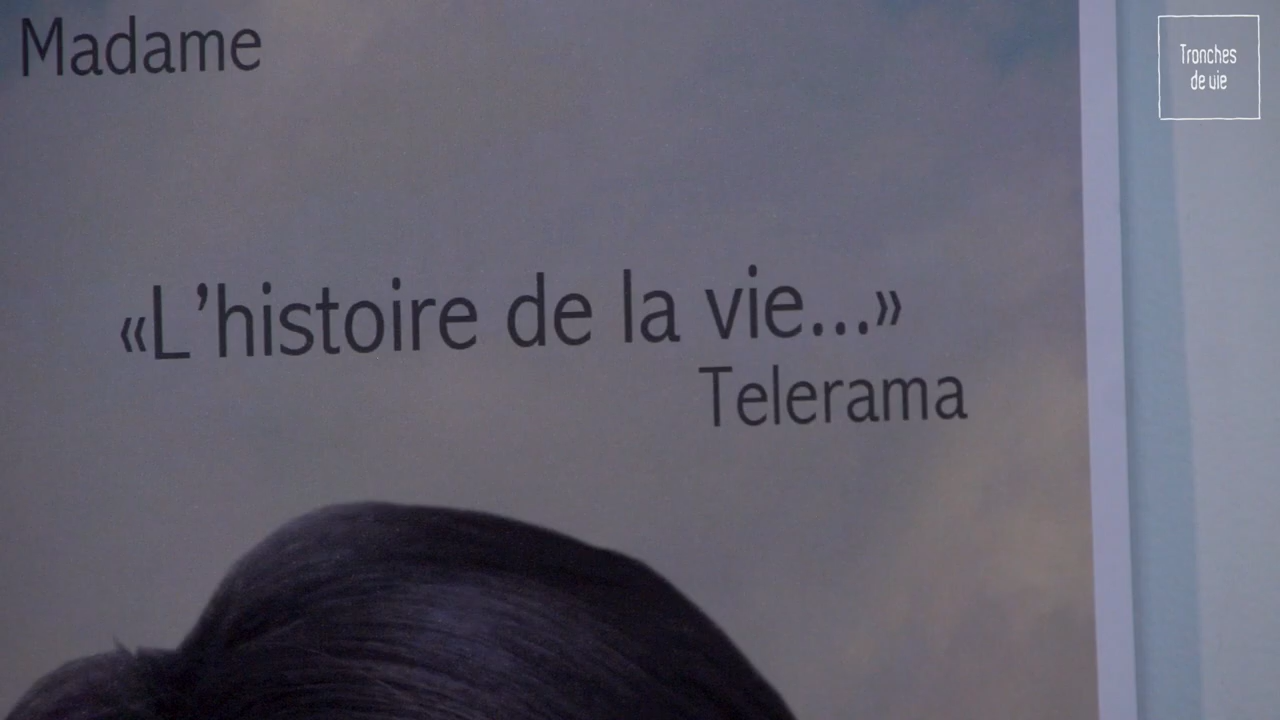 Madame
Tronches
de vie
«L'histoire de la vie...»
Telerama